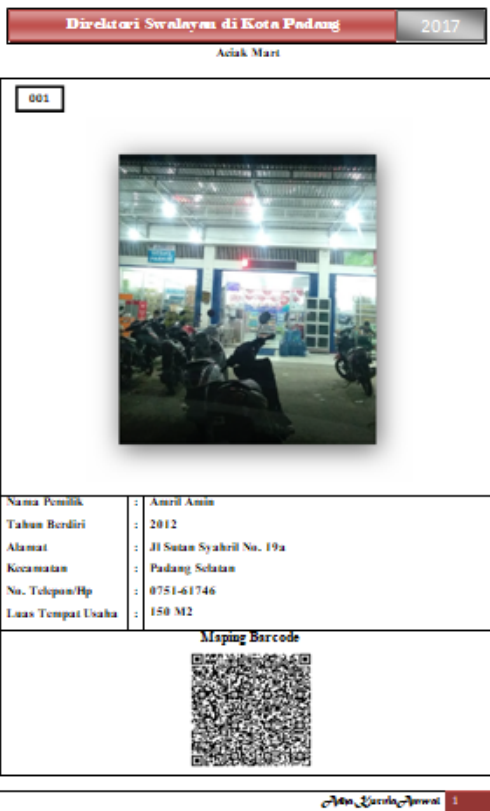 Direktori Swalayan di Kota Padang 2017
Aciak Mart
001
Nama Pemilik : Amril Amin
Tahun Berdiri : 2012
Alamat : Jl Sutan Syahril No. 19a
Kecamatan : Padang Selatan
No. Telepon/Hp : 0751-61746
Luas Tempat Usaha : 150 M2
Maping Barcode
1